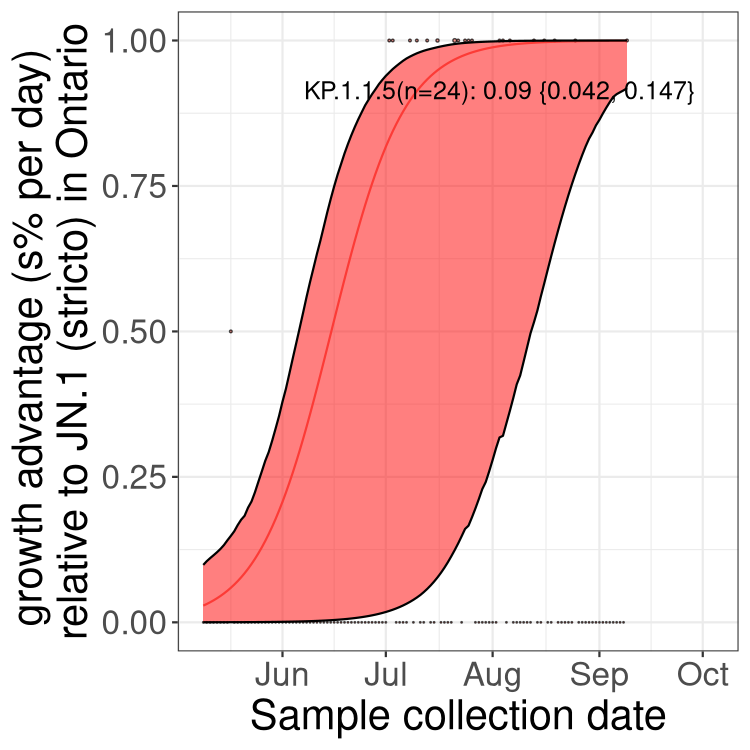 growth advantage (s% per day)
relative to JN.1 (stricto) in Ontario
1.00
0.75
0.50
0.25
0.00
KP.1.1.5(n=24): 0.09 {0.042, 0.147}
Jun
Jul
Aug
Sep
Oct
Sample collection date